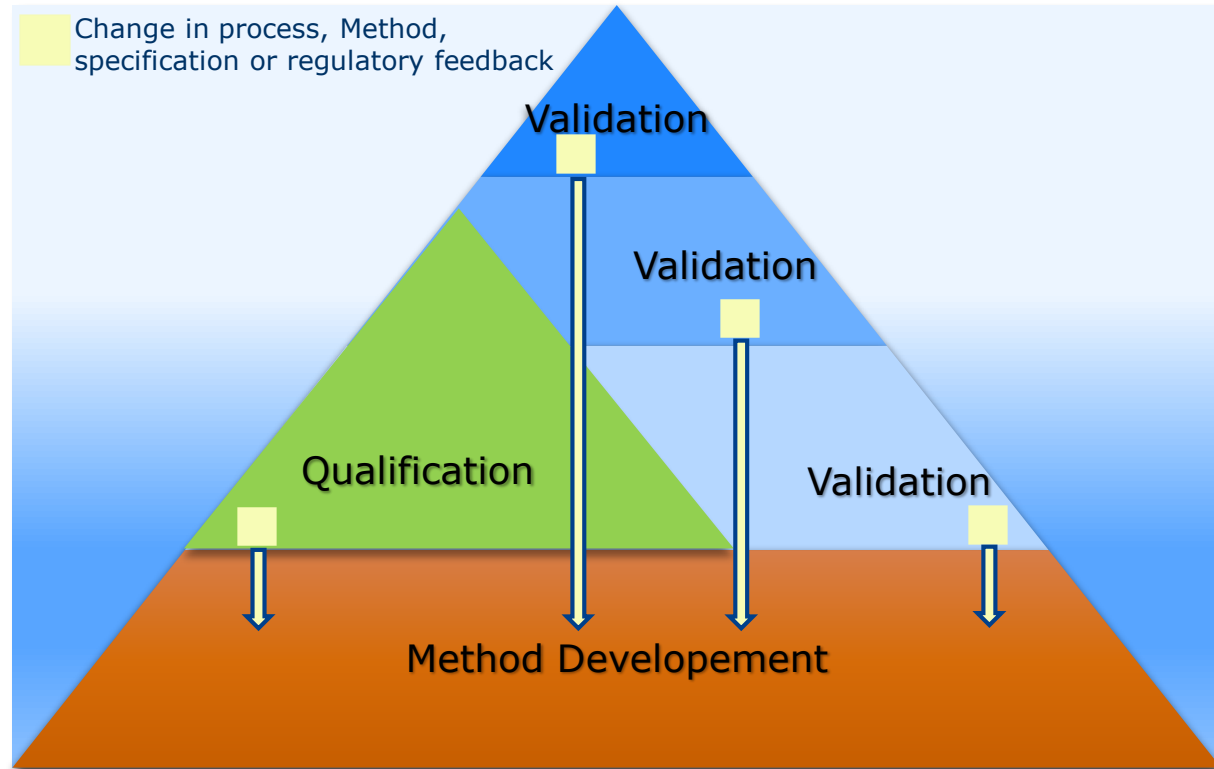 Change in process, Method,
specification or regulatory feedback
Validation
Validation
Qualification
Validation
Method Developement